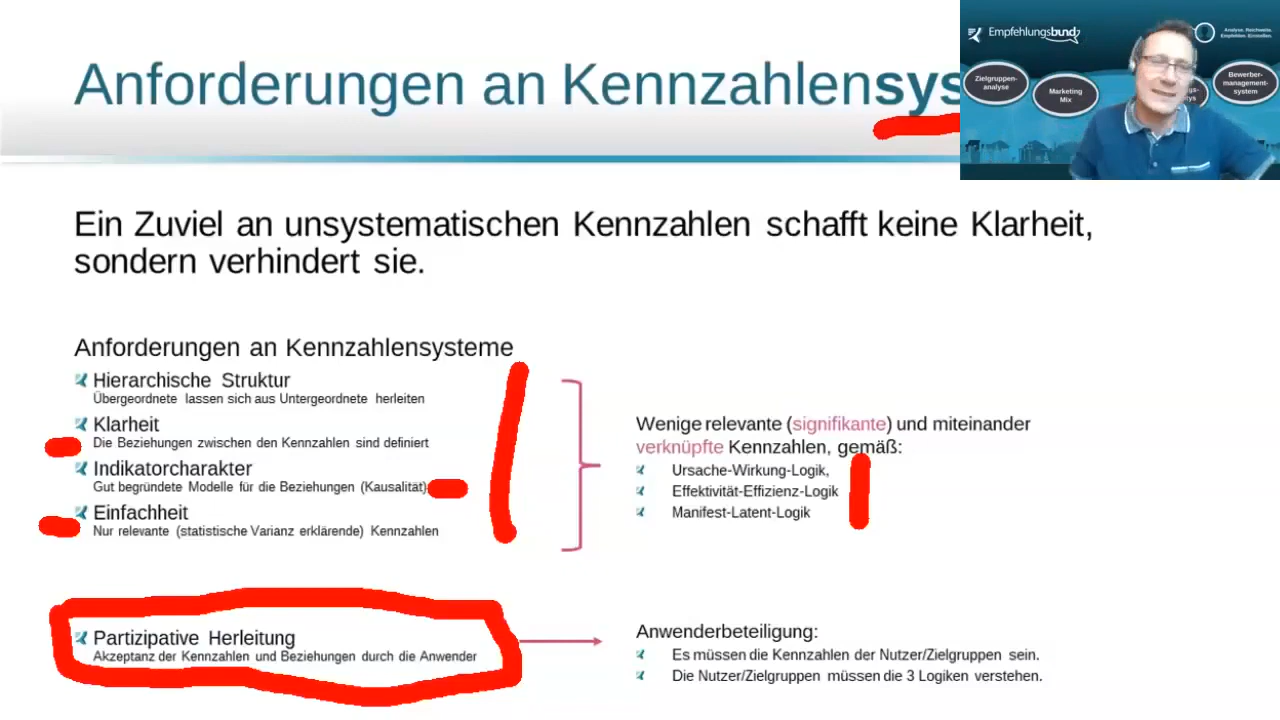 Anforderungen an Kennzahlensys
Empfehlungsbund
Analyse. Reichweite.
Empfehlen. Einstellen.
Zielgruppen-
analyse
Marketing
Mix
Bewerber-
management-
system
Ein Zuviel an unsystematischen Kennzahlen schafft keine Klarheit,
sondern verhindert sie.
Anforderungen an Kennzahlensysteme
Hierarchische Struktur
Übergeordnete lassen sich aus Untergeordnete herleiten
Klarheit
Die Beziehungen zwischen den Kennzahlen sind definiert
Indikatorcharakter
Gut begründete Modelle für die Beziehungen (Kausalität)
Einfachheit
Nur relevante (statistische Varianz erklärende) Kennzahlen
Wenige relevante (signifikante) und miteinander
verknüpfte Kennzahlen, gemäß:
Ursache-Wirkung-Logik,
Effektivität-Effizienz-Logik
Manifest-Latent-Logik
Partizipative Herleitung
Akzeptanz der Kennzahlen und Beziehungen durch die Anwender
Anwenderbeteiligung:
Es müssen die Kennzahlen der Nutzer/Zielgruppen sein.
Die Nutzer/Zielgruppen müssen die 3 Logiken verstehen.